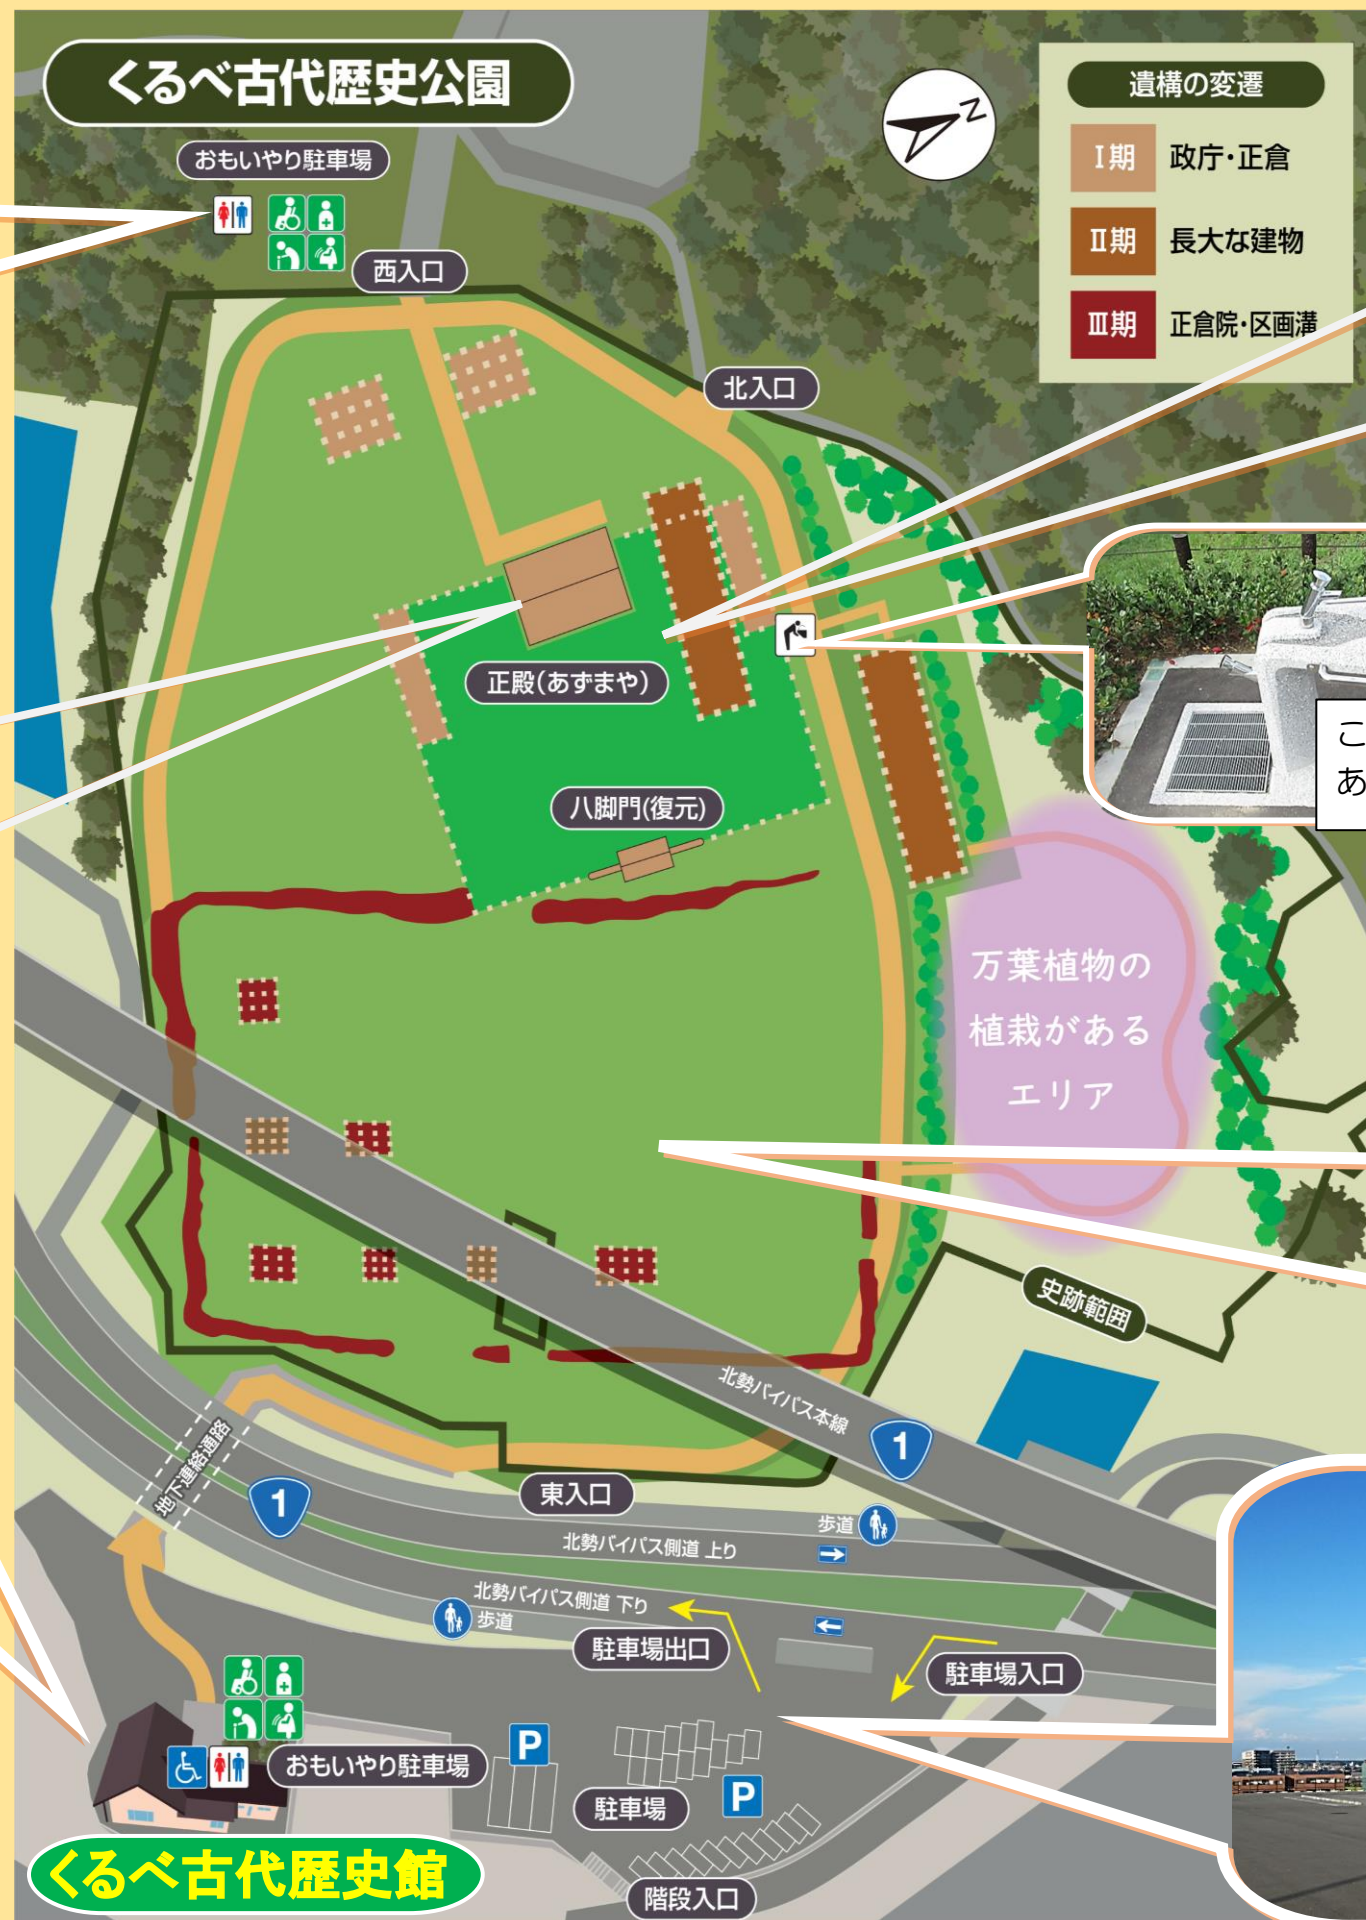 くるべ古代歴史公園
おもいやり駐車場
西入口
北入口
N
遺構の変遷
Ⅰ期 政庁・正倉
Ⅱ期 長大な建物
Ⅲ期 正倉院・区画溝
正殿(あずまや)
八脚門(復元)
こ
あ
万葉植物の
植栽がある
エリア
史跡範囲
北勢バイパス本線
1
地下連絡通路
1
東入口
歩道
北勢バイパス側道 上り
北勢バイパス側道 下り
歩道
駐車場出口
駐車場入口
おもいやり駐車場
P
駐車場
P
くるべ古代歴史館
階段入口